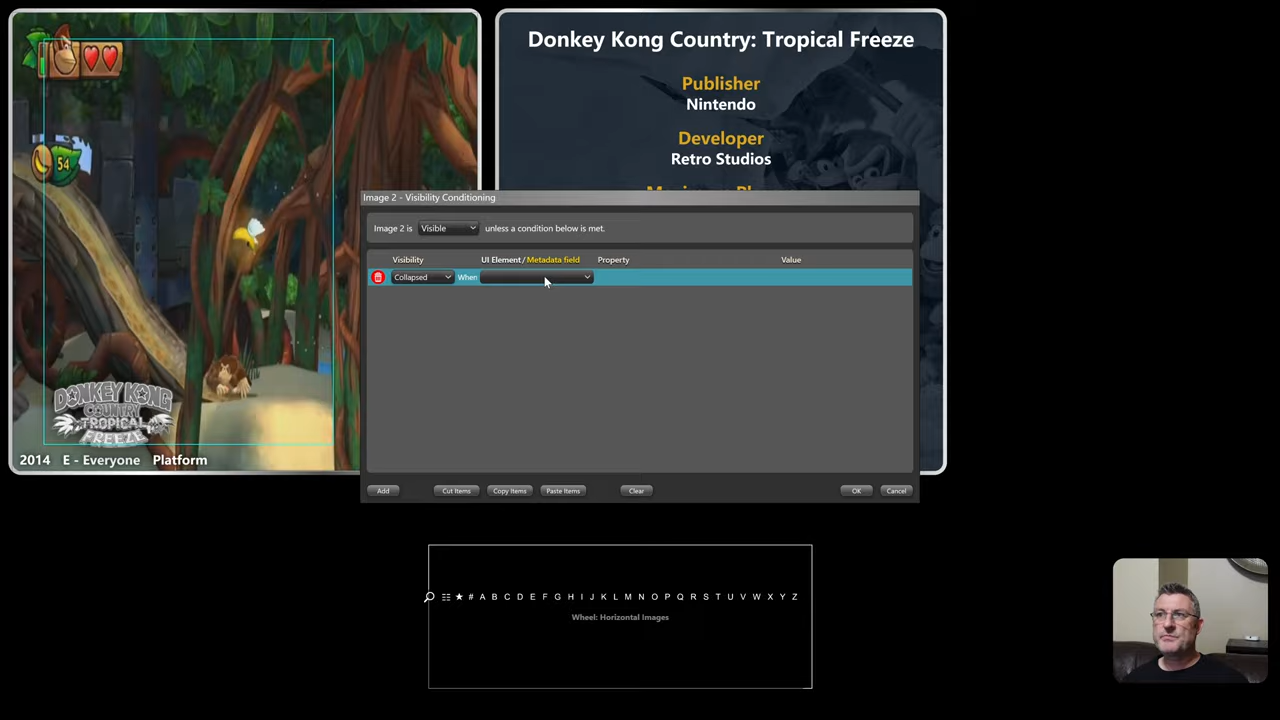 Donkey Kong Country: Tropical Freeze
Publisher
Nintendo
Developer
Retro Studios
54
DONKEY KONG
COUNTRY
TROPICAL
FREEZE
2014 E - Everyone Platform
Image 2 - Visibility Conditioning
Image 2 is Visible unless a condition below is met.
Visibility UI Element / Metadata field Property Value
Collapsed When
Add Cut Items Copy Items Paste Items Clear OK Cancel
# A B C D E F G H I J K L M N O P Q R S T U V W X Y Z
Wheel: Horizontal Images